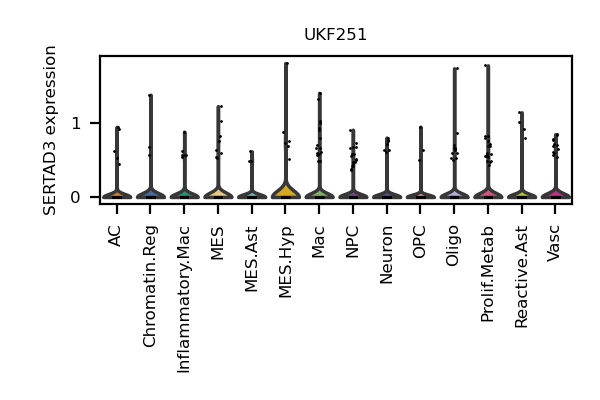 UKF251
SERTAD3 expression
1
0
AC
Chromatin.Reg
Inflammatory.Mac
MES
MES.Ast
MES.Hyp
Mac
NPC
Neuron
OPC
Oligo
Prolif.Metab
Reactive.Ast
Vasc